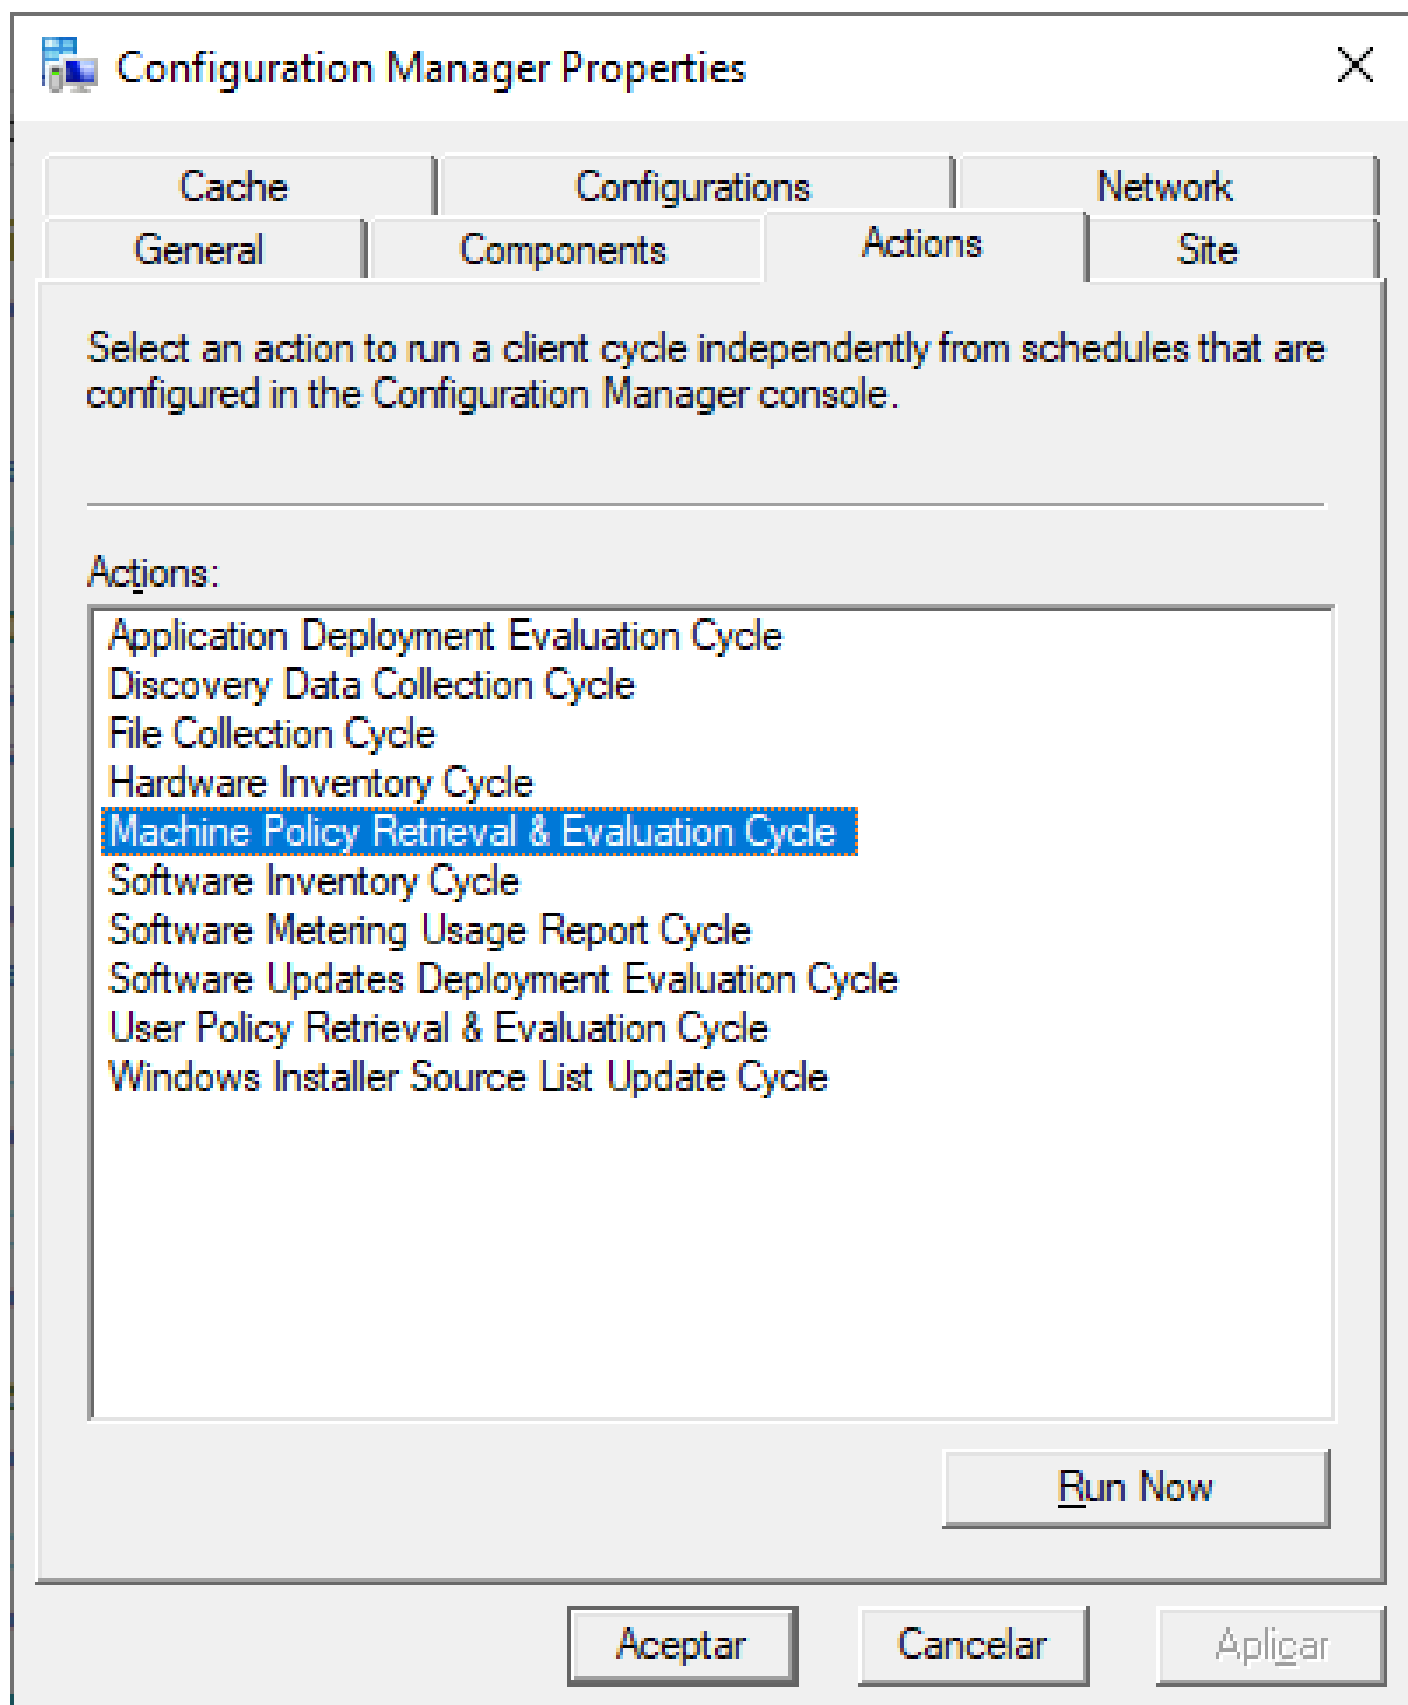 Configuration Manager Properties
Cache
Configurations
Network
General
Components
Actions
Site
Select an action to run a client cycle independently from schedules that are
configured in the Configuration Manager console.
Actions:
Application Deployment Evaluation Cycle
Discovery Data Collection Cycle
File Collection Cycle
Hardware Inventory Cycle
Machine Policy Retrieval & Evaluation Cycle
Software Inventory Cycle
Software Metering Usage Report Cycle
Software Updates Deployment Evaluation Cycle
User Policy Retrieval & Evaluation Cycle
Windows Installer Source List Update Cycle
Run Now
Aceptar
Cancelar
Aplicar